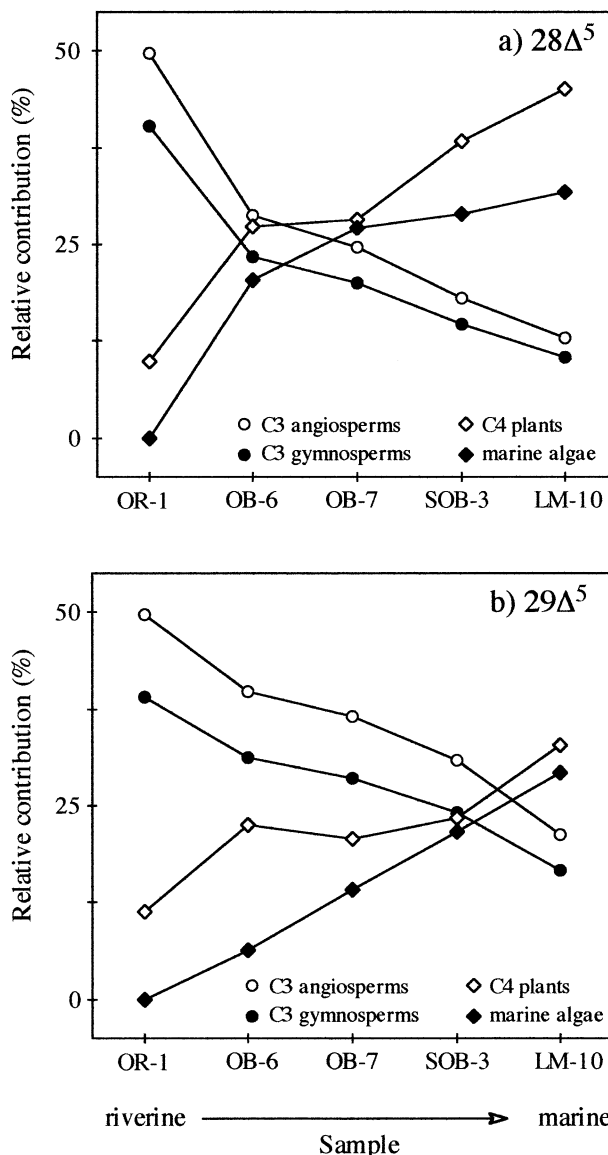 a) 28Δ⁵
50
25
0
Relative contribution (%)
C3 angiosperms C4 plants
C3 gymnosperms marine algae
OR-1 OB-6 OB-7 SOB-3 LM-10
b) 29Δ⁵
50
25
0
Relative contribution (%)
C3 angiosperms C4 plants
C3 gymnosperms marine algae
OR-1 OB-6 OB-7 SOB-3 LM-10
riverine marine
Sample